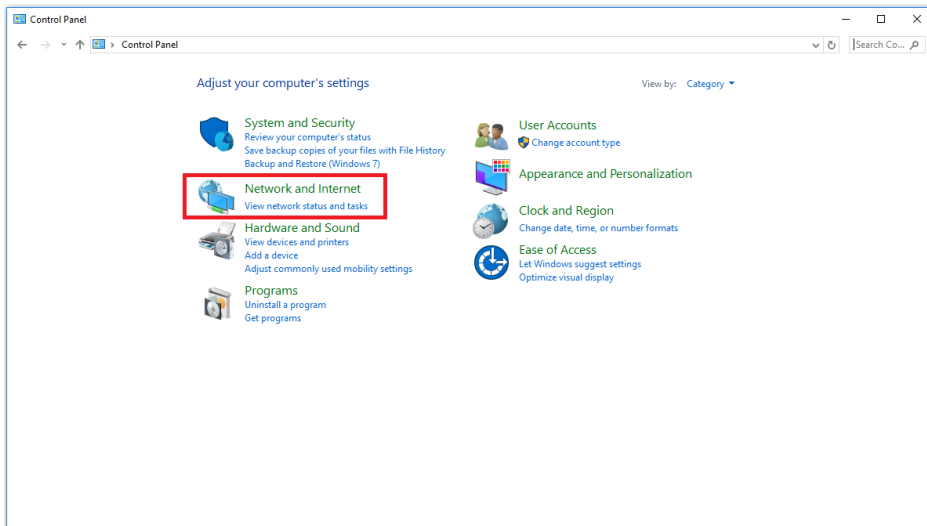 Control Panel
Control Panel
Search Co...
Adjust your computer's settings
View by: Category
System and Security
Review your computer's status
Save backup copies of your files with File History
Backup and Restore (Windows 7)
Network and Internet
View network status and tasks
Hardware and Sound
View devices and printers
Add a device
Adjust commonly used mobility settings
Programs
Uninstall a program
Get programs
User Accounts
Change account type
Appearance and Personalization
Clock and Region
Change date, time, or number formats
Ease of Access
Let Windows suggest settings
Optimize visual display